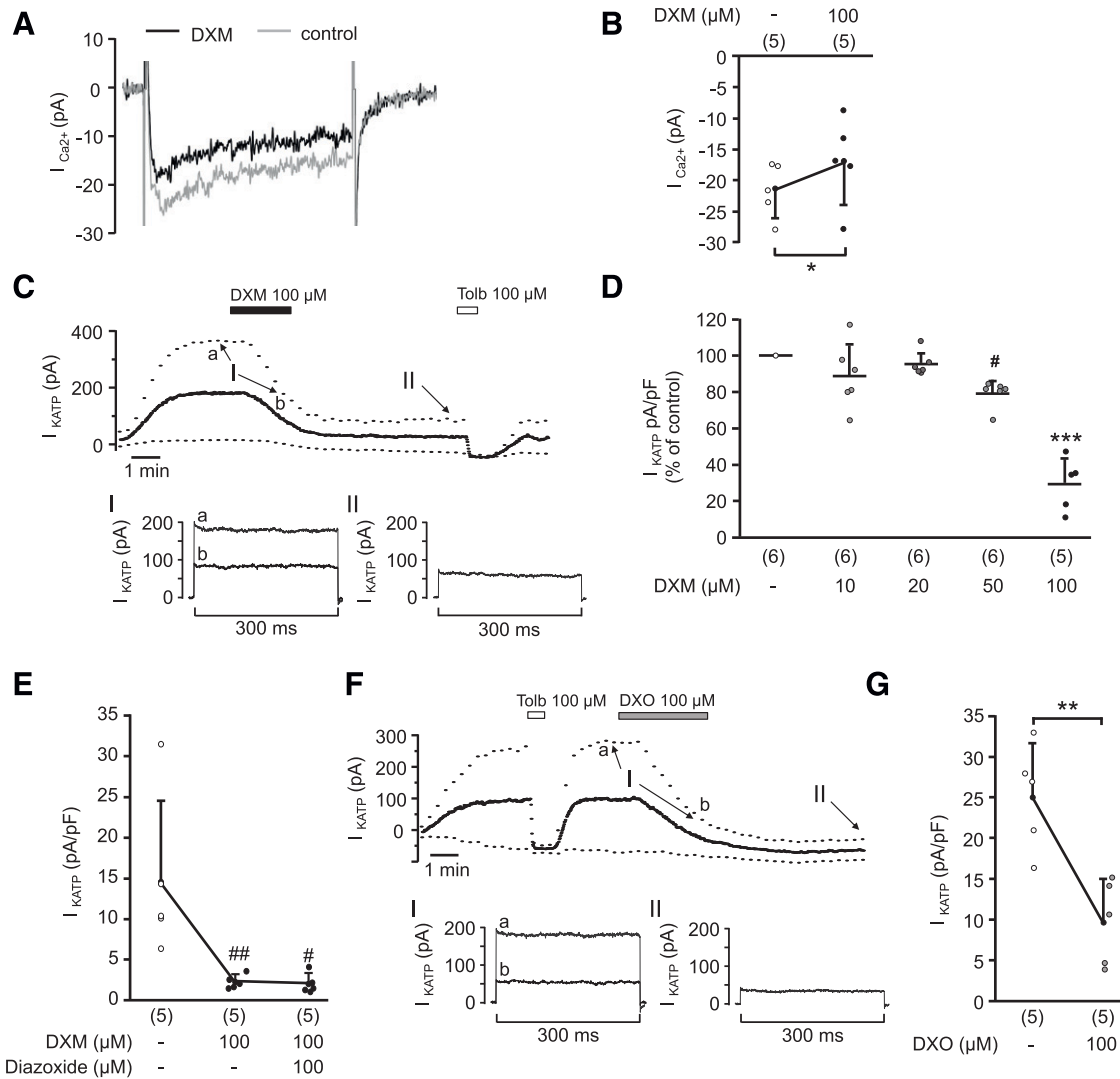 A
DXM control
10
0
-10
-20
-30
I Ca2+ (pA)
B
DXM (µM) - 100
(5) (5)
0
-5
-10
-15
-20
-25
-30
I Ca2+ (pA)
*
C
DXM 100 µM
Tolb 100 µM
400
200
0
I KATP (pA)
a
I
b
II
1 min
I
200
100
0
I KATP (pA)
a
b
300 ms
II
200
100
0
I KATP (pA)
300 ms
D
120
100
80
60
40
20
0
I KATP pA/pF
(% of control)
#
***
(6) (6) (6) (6) (5)
DXM (µM) - 10 20 50 100
E
35
30
25
20
15
10
5
0
I KATP (pA/pF)
##
#
(5) (5) (5)
DXM (µM) - 100 100
Diazoxide (µM) - - 100
F
Tolb 100 µM
DXO 100 µM
300
200
100
0
I KATP (pA)
a
I
b
II
1 min
I
200
100
0
I KATP (pA)
a
b
300 ms
II
200
100
0
I KATP (pA)
300 ms
G
35
30
25
20
15
10
5
0
I KATP (pA/pF)
**
(5) (5)
DXO (µM) - 100